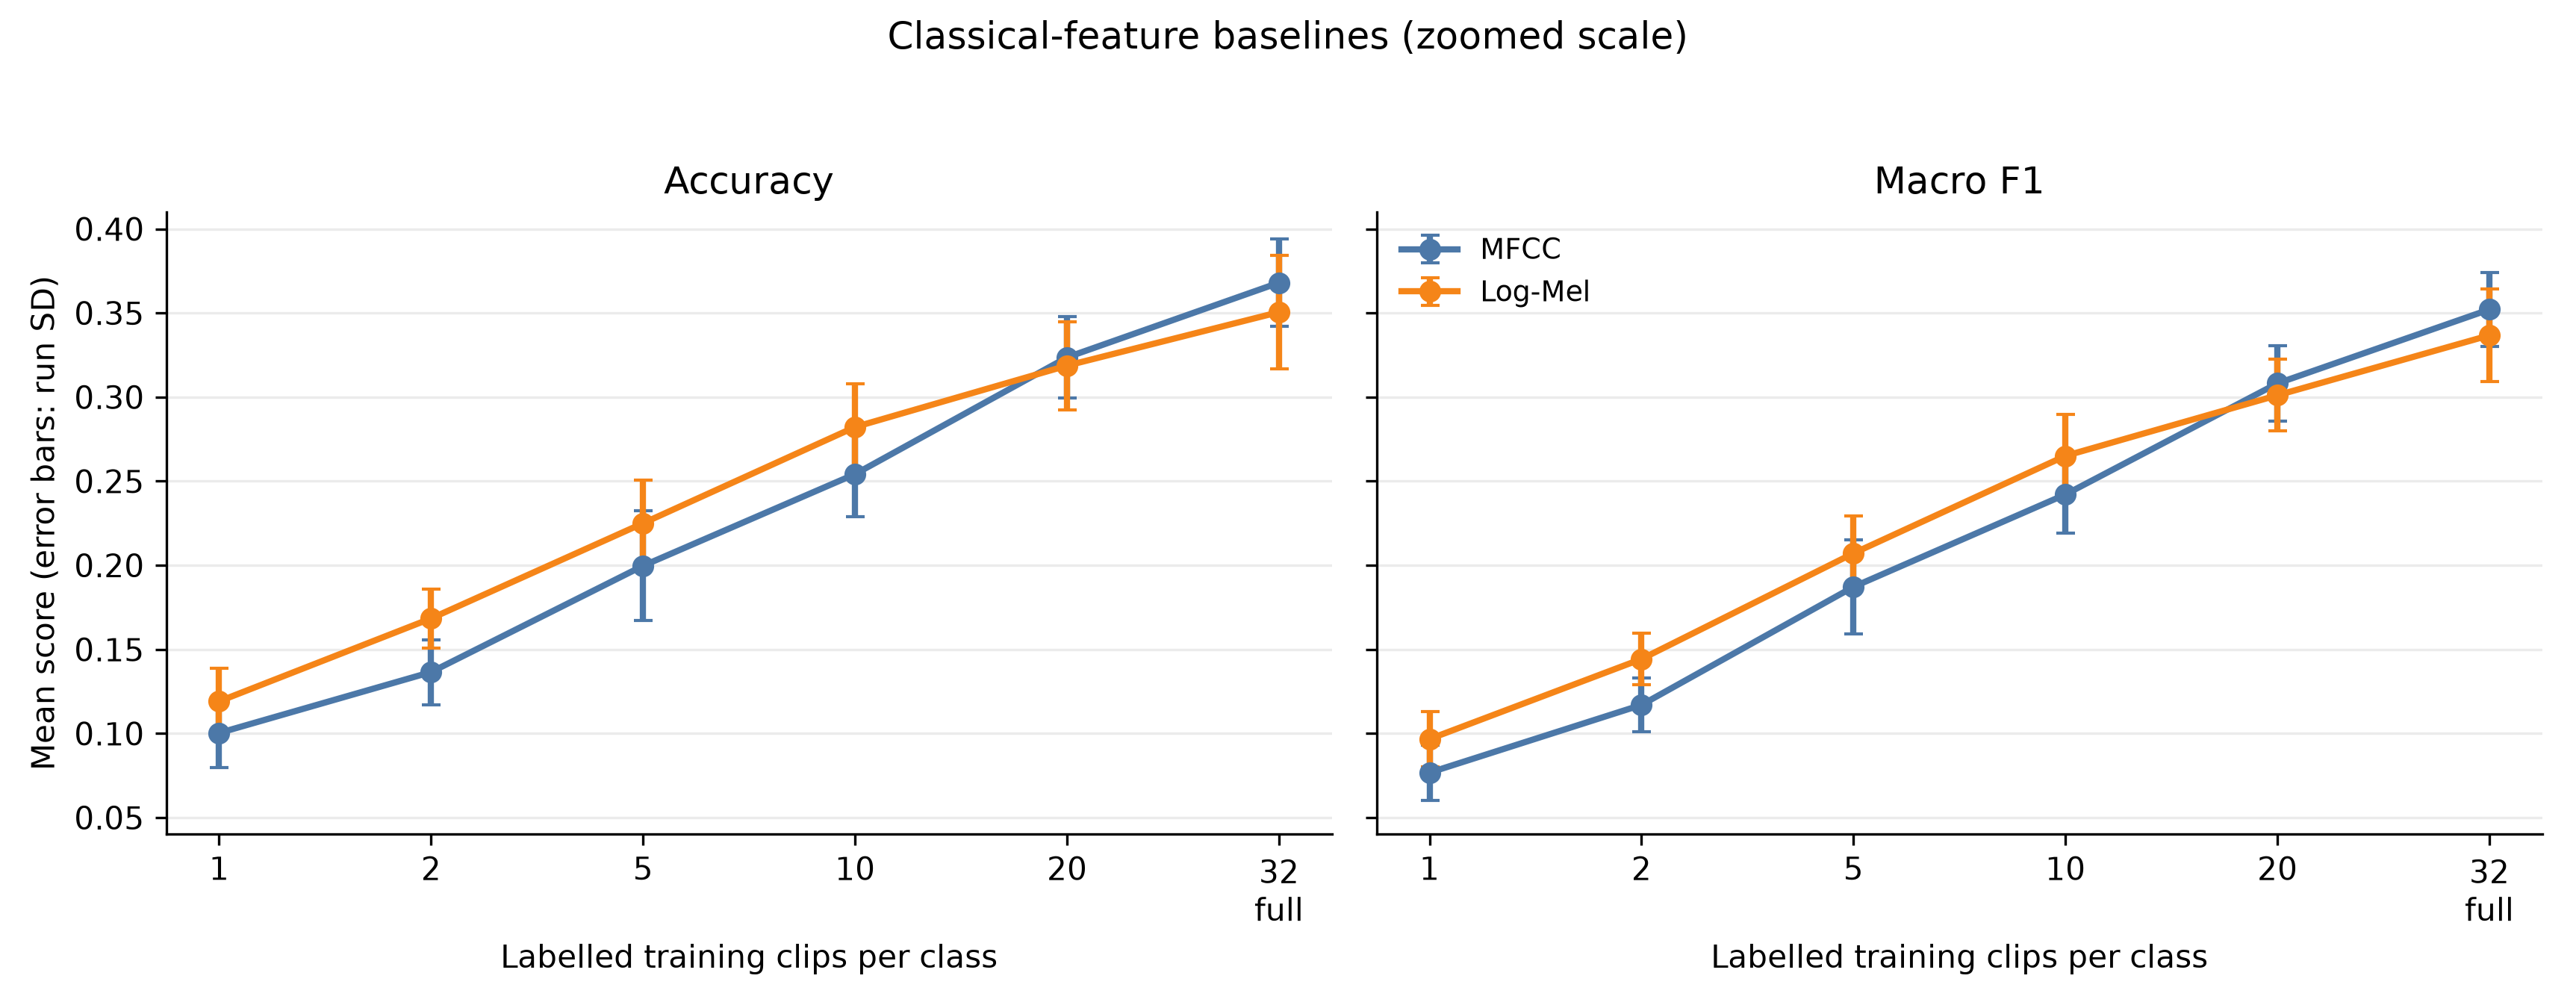 Classical-feature baselines (zoomed scale)
Accuracy
Mean score (error bars: run SD)
0.40
0.35
0.30
0.25
0.20
0.15
0.10
0.05
1 2 5 10 20 32
full
Labelled training clips per class
Macro F1
MFCC
Log-Mel
1 2 5 10 20 32
full
Labelled training clips per class